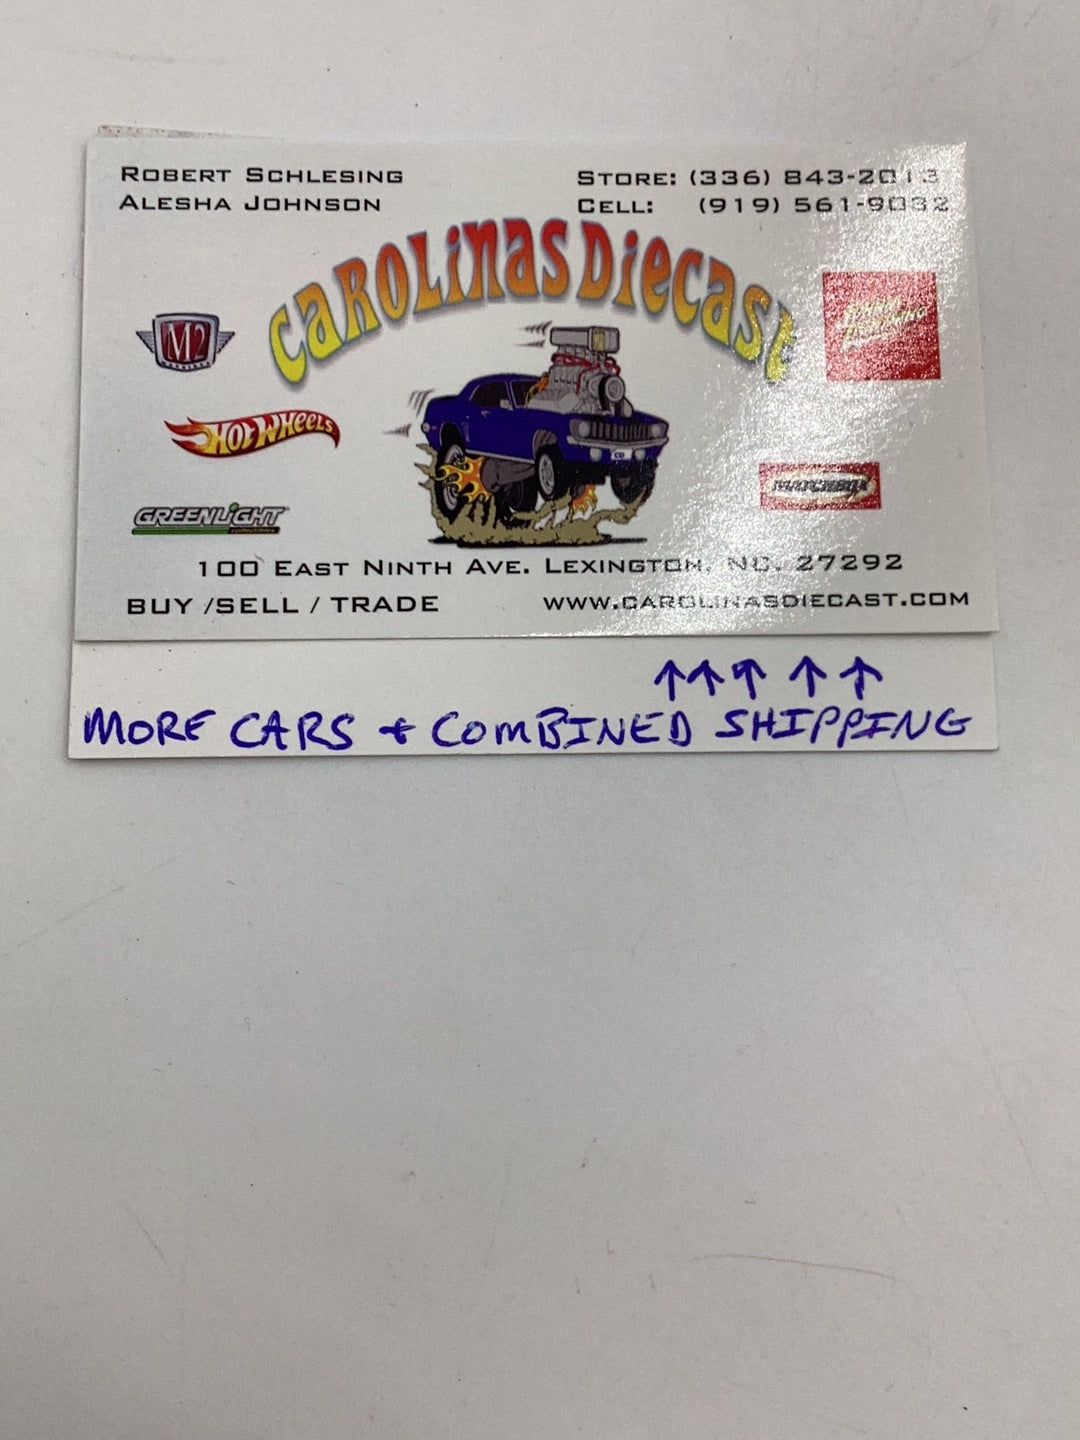 ROBERT SCHLESING
ALESHA JOHNSON
STORE: (336) 843-2013
CELL: (919) 561-9032
CAROLINAS DIECAST
M2
HOT WHEELS
GREENLIGHT
MATCHBOX
100 EAST NINTH AVE. LEXINGTON, NC. 27292
BUY /SELL / TRADE
WWW.CAROLINASDIECAST.COM
↑↑↑↑↑
MORE CARS + COMBINED SHIPPING